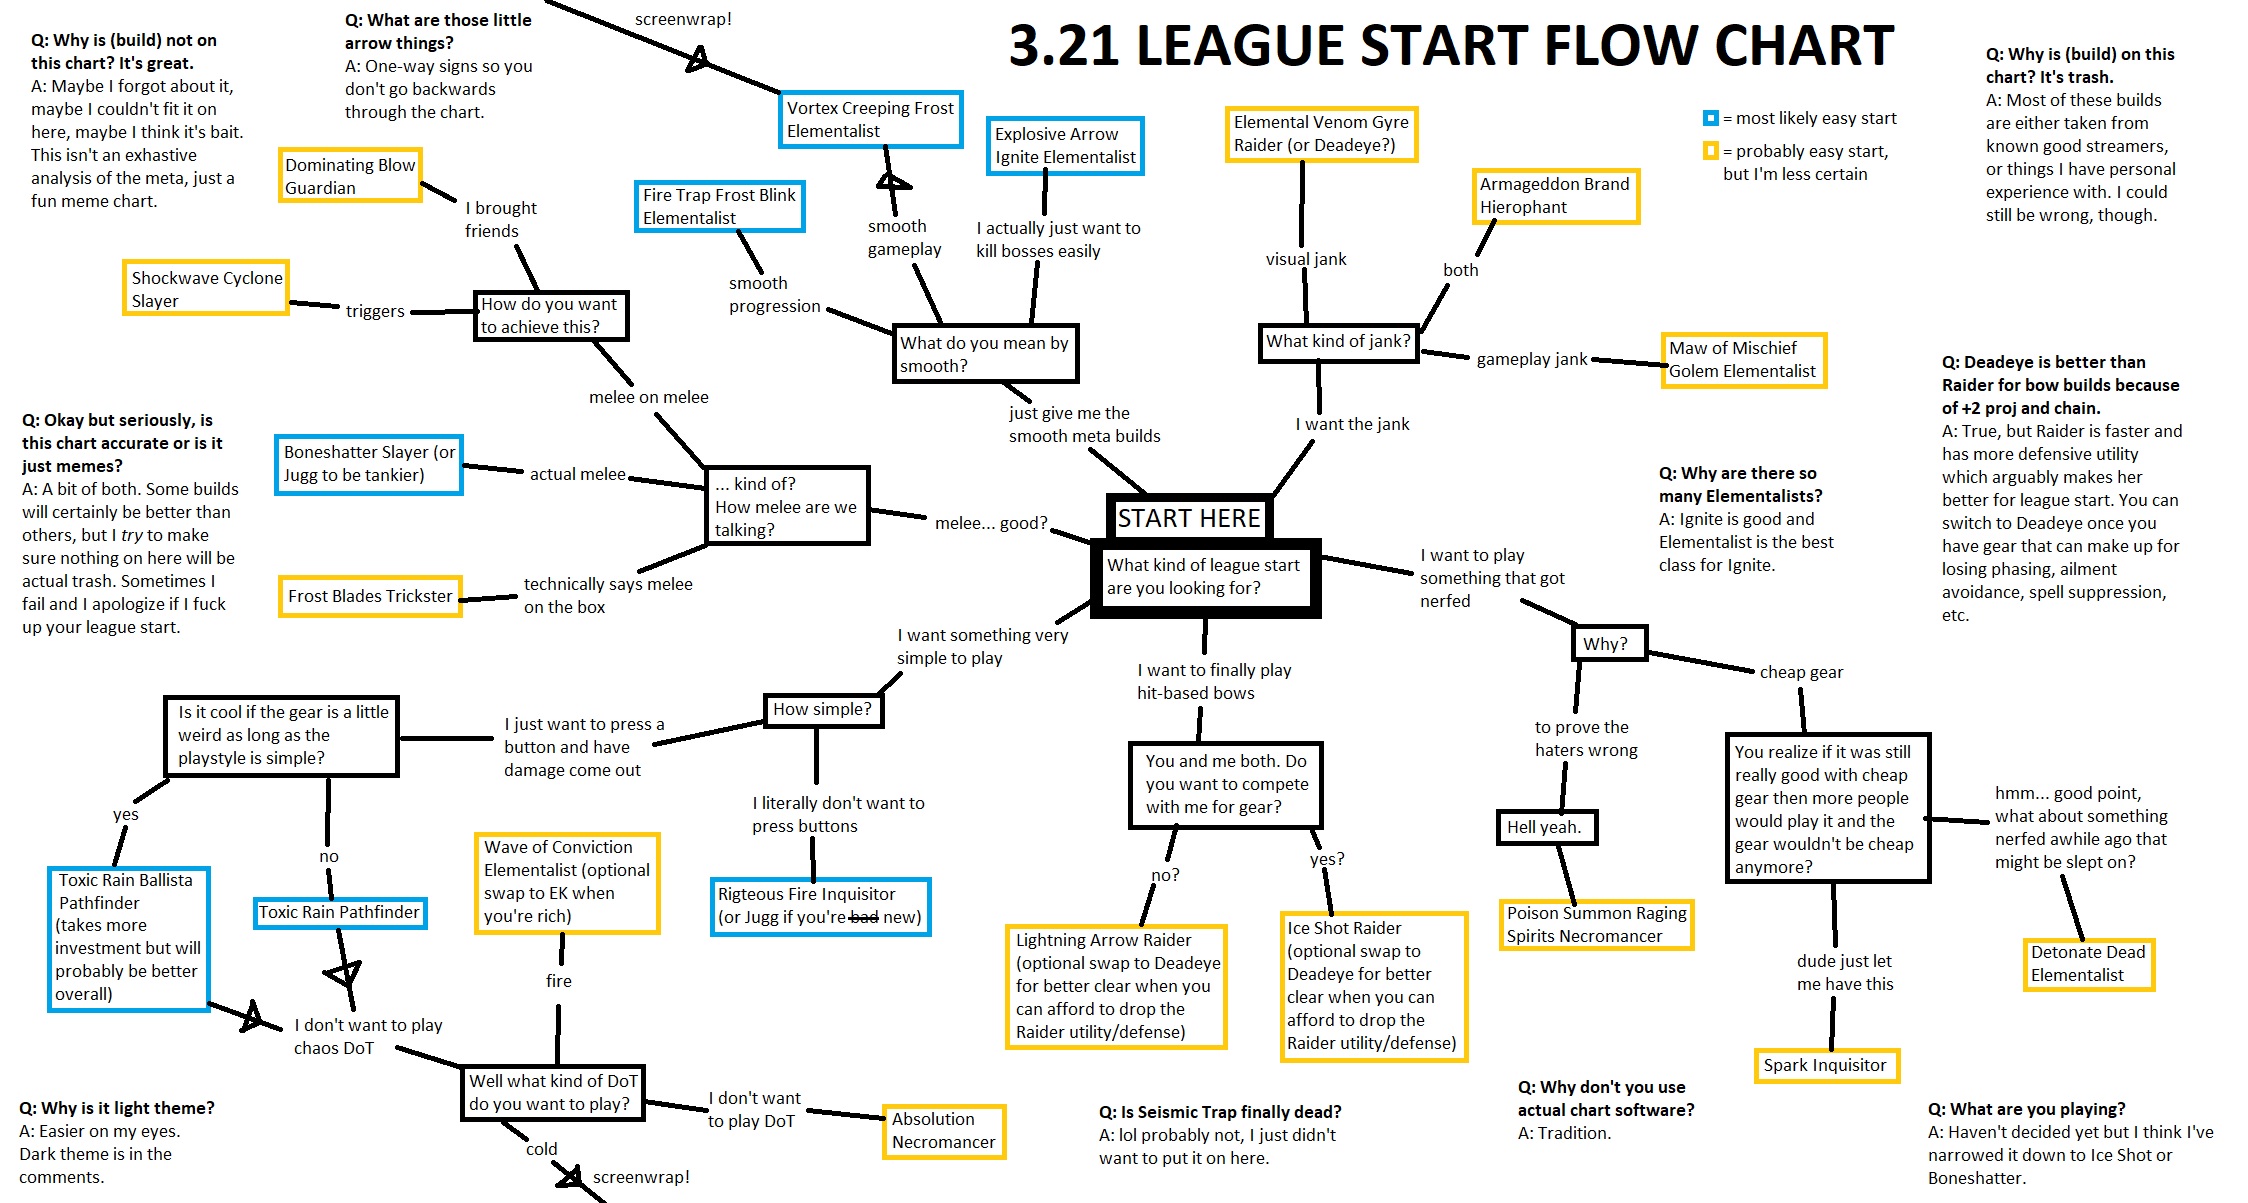 3.21 LEAGUE START FLOW CHART
Q: Why is (build) not on
this chart? It's great.
A: Maybe I forgot about it,
maybe I couldn't fit it on
here, maybe I think it's bait.
This isn't an exhastive
analysis of the meta, just a
fun meme chart.
Q: What are those little
arrow things?
A: One-way signs so you
don't go backwards
through the chart.
screenwrap!
Vortex Creeping Frost
Elementalist
Explosive Arrow
Ignite Elementalist
Elemental Venom Gyre
Raider (or Deadeye?)
= most likely easy start
= probably easy start,
but I'm less certain
Q: Why is (build) on this
chart? It's trash.
A: Most of these builds
are either taken from
known good streamers,
or things I have personal
experience with. I could
still be wrong, though.
Dominating Blow
Guardian
I brought
friends
Fire Trap Frost Blink
Elementalist
smooth
gameplay
I actually just want to
kill bosses easily
visual jank
Armageddon Brand
Hierophant
both
Shockwave Cyclone
Slayer
triggers
How do you want
to achieve this?
smooth
progression
What do you mean by
smooth?
What kind of jank?
gameplay jank
Maw of Mischief
Golem Elementalist
melee on melee
just give me the
smooth meta builds
I want the jank
Q: Deadeye is better than
Raider for bow builds because
of +2 proj and chain.
A: True, but Raider is faster and
has more defensive utility
which arguably makes her
better for league start. You can
switch to Deadeye once you
have gear that can make up for
losing phasing, ailment
avoidance, spell suppression,
etc.
Q: Okay but seriously, is
this chart accurate or is it
just memes?
A: A bit of both. Some builds
will certainly be better than
others, but I try to make
sure nothing on here will be
actual trash. Sometimes I
fail and I apologize if I fuck
up your league start.
Boneshatter Slayer (or
Jugg to be tankier)
actual melee
... kind of?
How melee are we
talking?
melee... good?
START HERE
What kind of league start
are you looking for?
Q: Why are there so
many Elementalists?
A: Ignite is good and
Elementalist is the best
class for Ignite.
Frost Blades Trickster
technically says melee
on the box
I want to play
something that got
nerfed
Why?
cheap gear
I want something very
simple to play
I want to finally play
hit-based bows
to prove the
haters wrong
Is it cool if the gear is a little
weird as long as the
playstyle is simple?
I just want to press a
button and have
damage come out
How simple?
You and me both. Do
you want to compete
with me for gear?
You realize if it was still
really good with cheap
gear then more people
would play it and the
gear wouldn't be cheap
anymore?
hmm... good point,
what about something
nerfed awhile ago that
might be slept on?
yes
no
I literally don't want to
press buttons
Hell yeah.
no?
yes?
Toxic Rain Ballista
Pathfinder
(takes more
investment but will
probably be better
overall)
Toxic Rain Pathfinder
Wave of Conviction
Elementalist (optional
swap to EK when
you're rich)
Rigteous Fire Inquisitor
(or Jugg if you're bad new)
Lightning Arrow Raider
(optional swap to Deadeye
for better clear when you
can afford to drop the
Raider utility/defense)
Ice Shot Raider
(optional swap to
Deadeye for better
clear when you can
afford to drop the
Raider utility/defense)
Poison Summon Raging
Spirits Necromancer
Detonate Dead
Elementalist
dude just let
me have this
fire
I don't want to play
chaos DoT
Spark Inquisitor
Well what kind of DoT
do you want to play?
I don't want
to play DoT
Absolution
Necromancer
cold
screenwrap!
Q: Why is it light theme?
A: Easier on my eyes.
Dark theme is in the
comments.
Q: Is Seismic Trap finally dead?
A: lol probably not, I just didn't
want to put it on here.
Q: Why don't you use
actual chart software?
A: Tradition.
Q: What are you playing?
A: Haven't decided yet but I think I've
narrowed it down to Ice Shot or
Boneshatter.